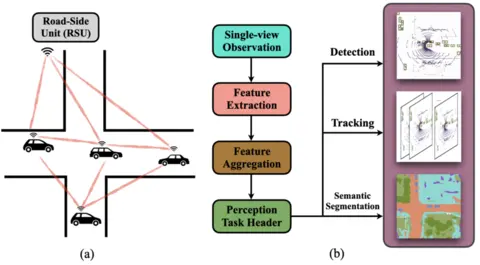 Road-Side
Unit (RSU)
(a)
Single-view
Observation
Feature
Extraction
Feature
Aggregation
Perception
Task Header
Detection
Tracking
Semantic
Segmentation
(b)